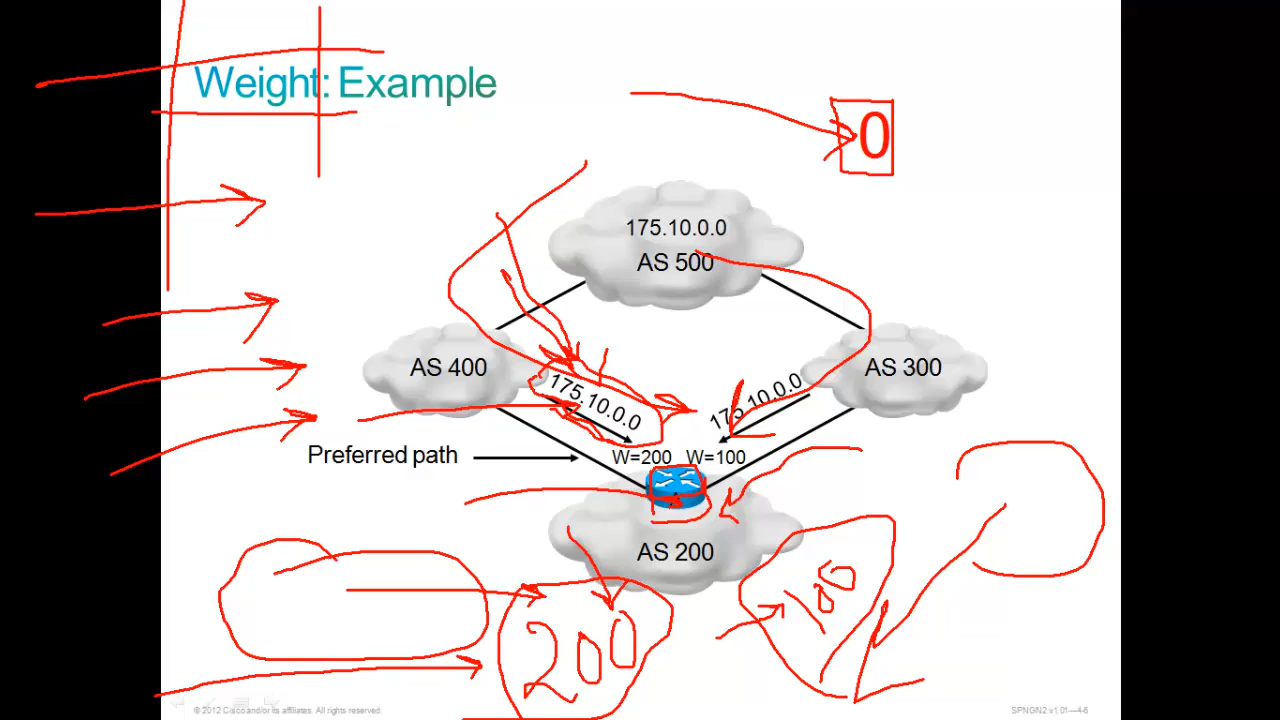 Weight: Example
0
175.10.0.0
AS 500
AS 400
AS 300
175.10.0.0
175.10.0.0
Preferred path
W=200
W=100
AS 200
200
100
© 2012 Cisco and/or its affiliates. All rights reserved.
SPNGN2 v1.01—4-6